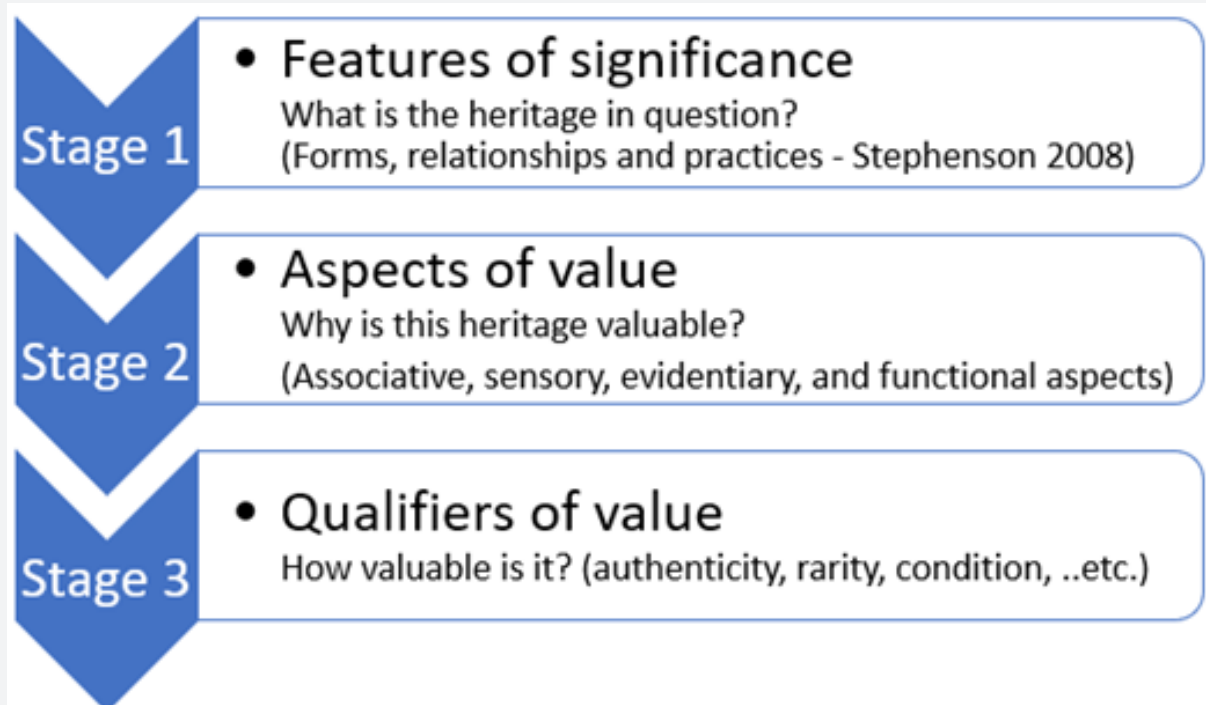 Stage 1
• Features of significance
What is the heritage in question?
(Forms, relationships and practices - Stephenson 2008)
Stage 2
• Aspects of value
Why is this heritage valuable?
(Associative, sensory, evidentiary, and functional aspects)
Stage 3
• Qualifiers of value
How valuable is it? (authenticity, rarity, condition, ..etc.)